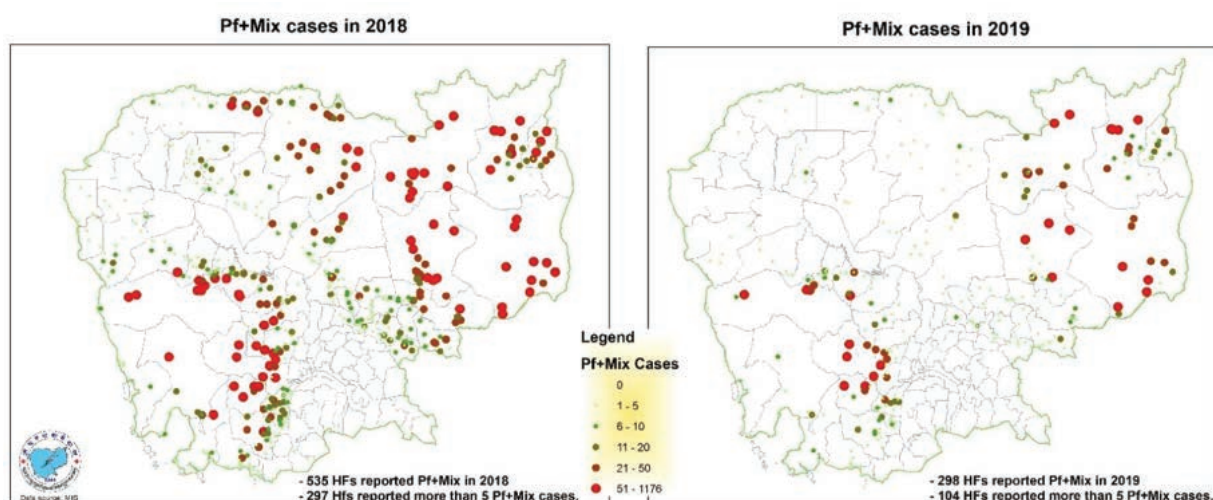 Pf+Mix cases in 2018
Pf+Mix cases in 2019
Legend
Pf+Mix Cases
0
1 - 5
6 - 10
11 - 20
21 - 50
51 - 1176
- 535 HFs reported Pf+Mix in 2018
- 297 Hfs reported more than 5 Pf+Mix cases.
- 298 HFs reported Pf+Mix in 2019
- 104 HFs reported more than 5 Pf+Mix cases.
Data source: MIS